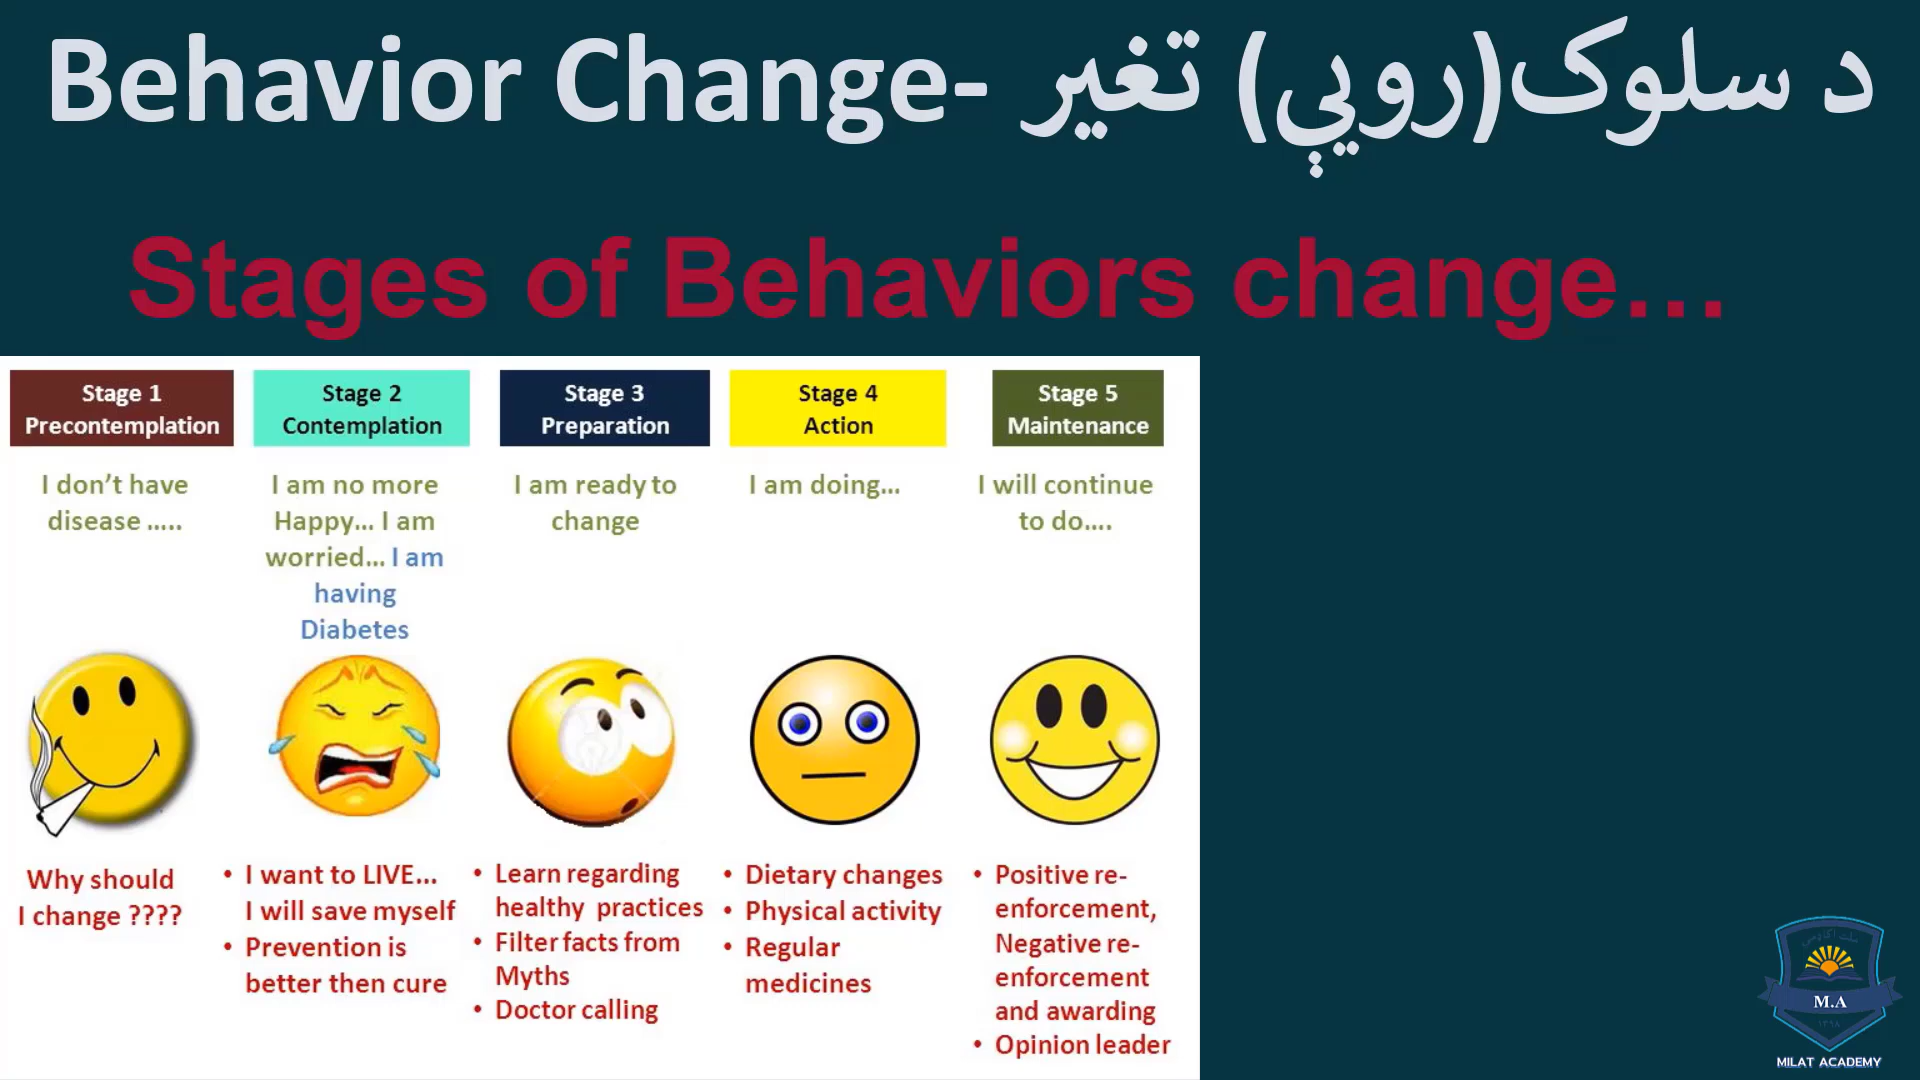 Behavior Change- د سلوک(رویې) تغیر
Stages of Behaviors change...
Stage 1
Precontemplation
I don't have
disease .....
Why should
I change ????
Stage 2
Contemplation
I am no more
Happy... I am
worried... I am
having
Diabetes
• I want to LIVE...
I will save myself
• Prevention is
better then cure
Stage 3
Preparation
I am ready to
change
• Learn regarding
healthy practices
• Filter facts from
Myths
• Doctor calling
Stage 4
Action
I am doing...
• Dietary changes
• Physical activity
• Regular
medicines
Stage 5
Maintenance
I will continue
to do....
• Positive re-
enforcement,
Negative re-
enforcement
and awarding
• Opinion leader
M.A
۱۳۹۸
MILAT ACADEMY